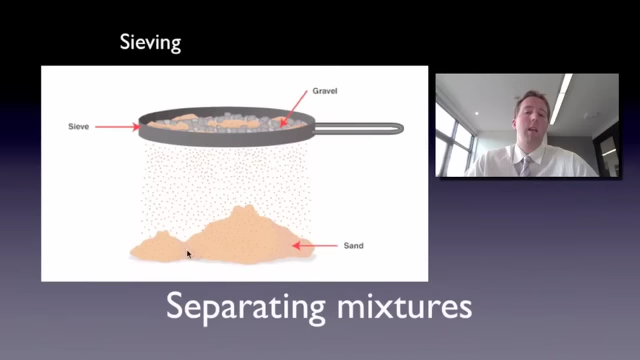 Sieving
Gravel
Sieve
Sand
Separating mixtures